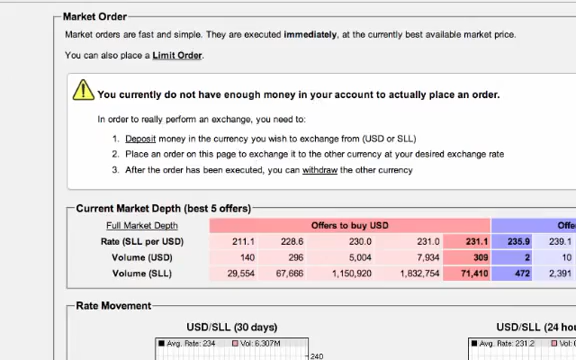 Market Order
Market orders are fast and simple. They are executed immediately, at the currently best available market price.
You can also place a Limit Order.
You currently do not have enough money in your account to actually place an order.
In order to really perform an exchange, you need to:
1. Deposit money in the currency you wish to exchange from (USD or SLL)
2. Place an order on this page to exchange it to the other currency at your desired exchange rate
3. After the order has been executed, you can withdraw the other currency
Current Market Depth (best 5 offers)
Full Market Depth Offers to buy USD Offe
Rate (SLL per USD) 211.1 228.6 230.0 231.0 231.1 235.9 239.1
Volume (USD) 140 296 5,004 7,934 309 2 10
Volume (SLL) 29,554 67,666 1,150,920 1,832,754 71,410 472 2,391
Rate Movement
USD/SLL (30 days) USD/SLL (24 hou
Avg. Rate: 234 Vol: 6,307M Avg. Rate: 231.2
240